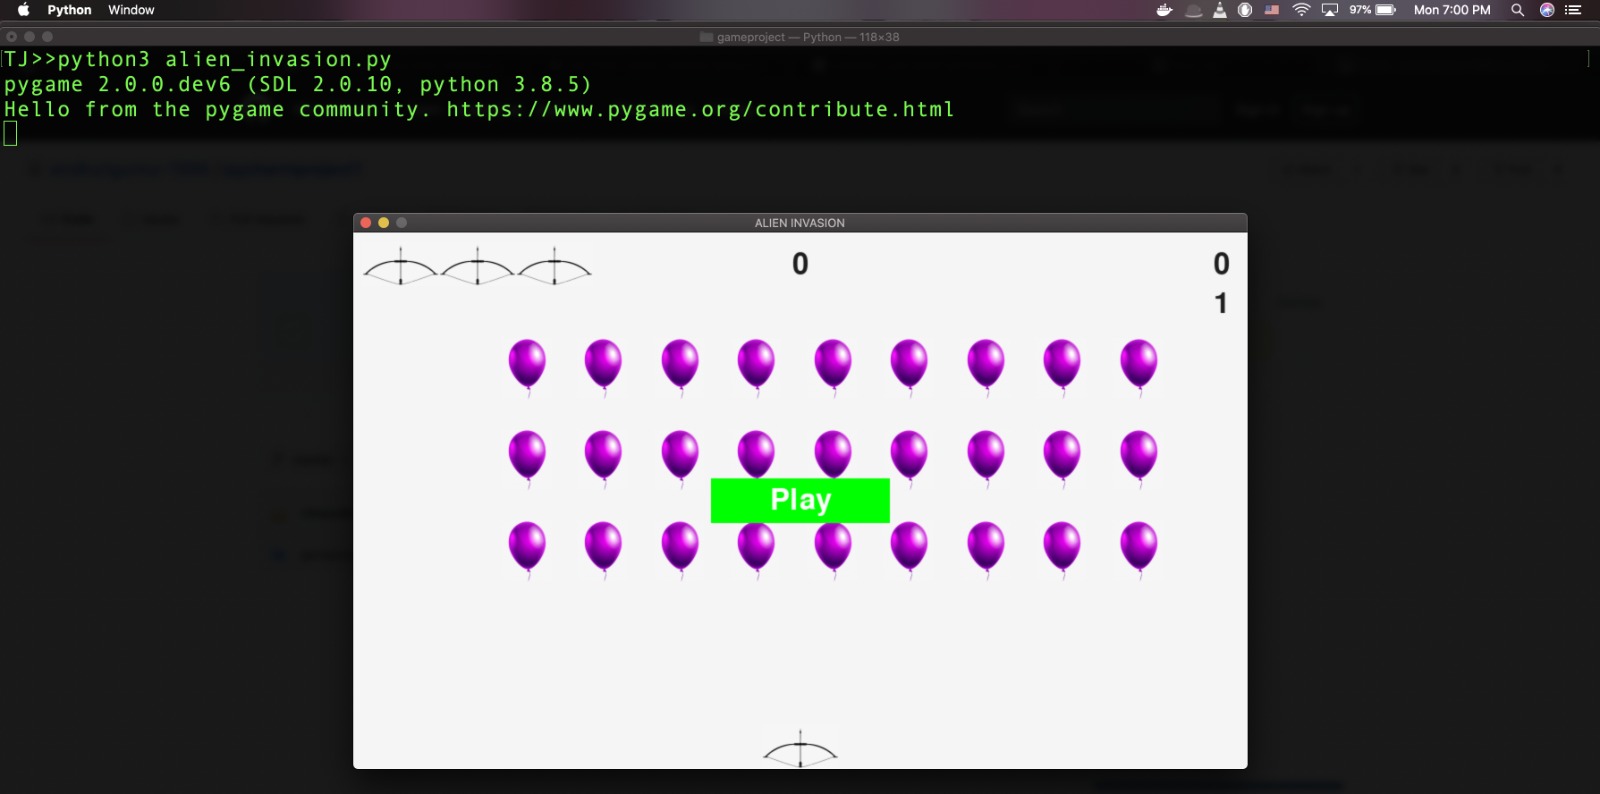 Python Window 97% Mon 7:00 PM
gameproject — Python — 118×38
TJ>>python3 alien_invasion.py
pygame 2.0.0.dev6 (SDL 2.0.10, python 3.8.5)
Hello from the pygame community. https://www.pygame.org/contribute.html
ALIEN INVASION
0 0
1
Play